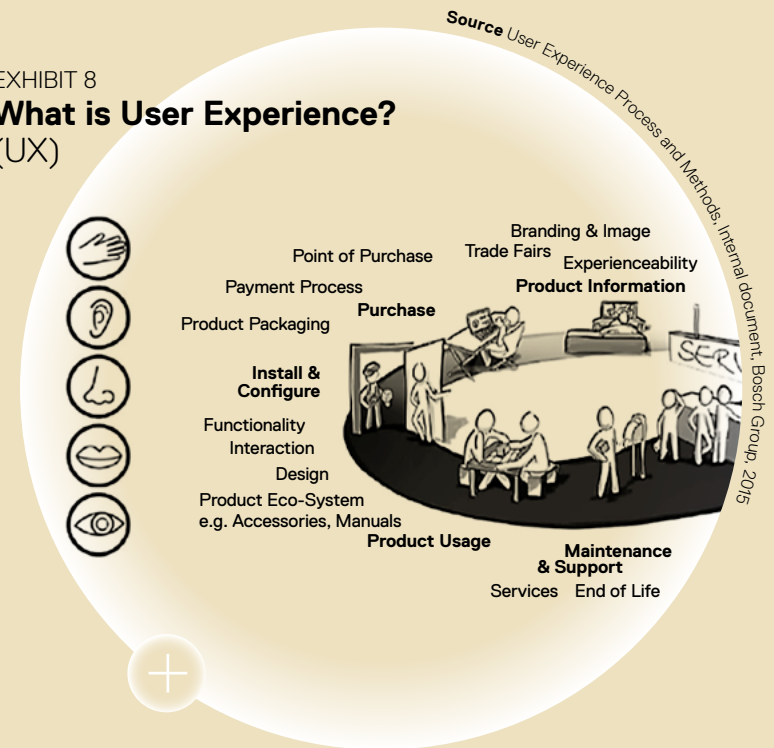 EXHIBIT 8
What is User Experience?
(UX)
Source User Experience Process and Methods, Internal document, Bosch Group, 2015
Branding & Image
Trade Fairs
Experienceability
Product Information
Point of Purchase
Payment Process
Purchase
Product Packaging
Install &
Configure
Functionality
Interaction
Design
Product Eco-System
e.g. Accessories, Manuals
Product Usage
Maintenance
& Support
Services End of Life
SERV